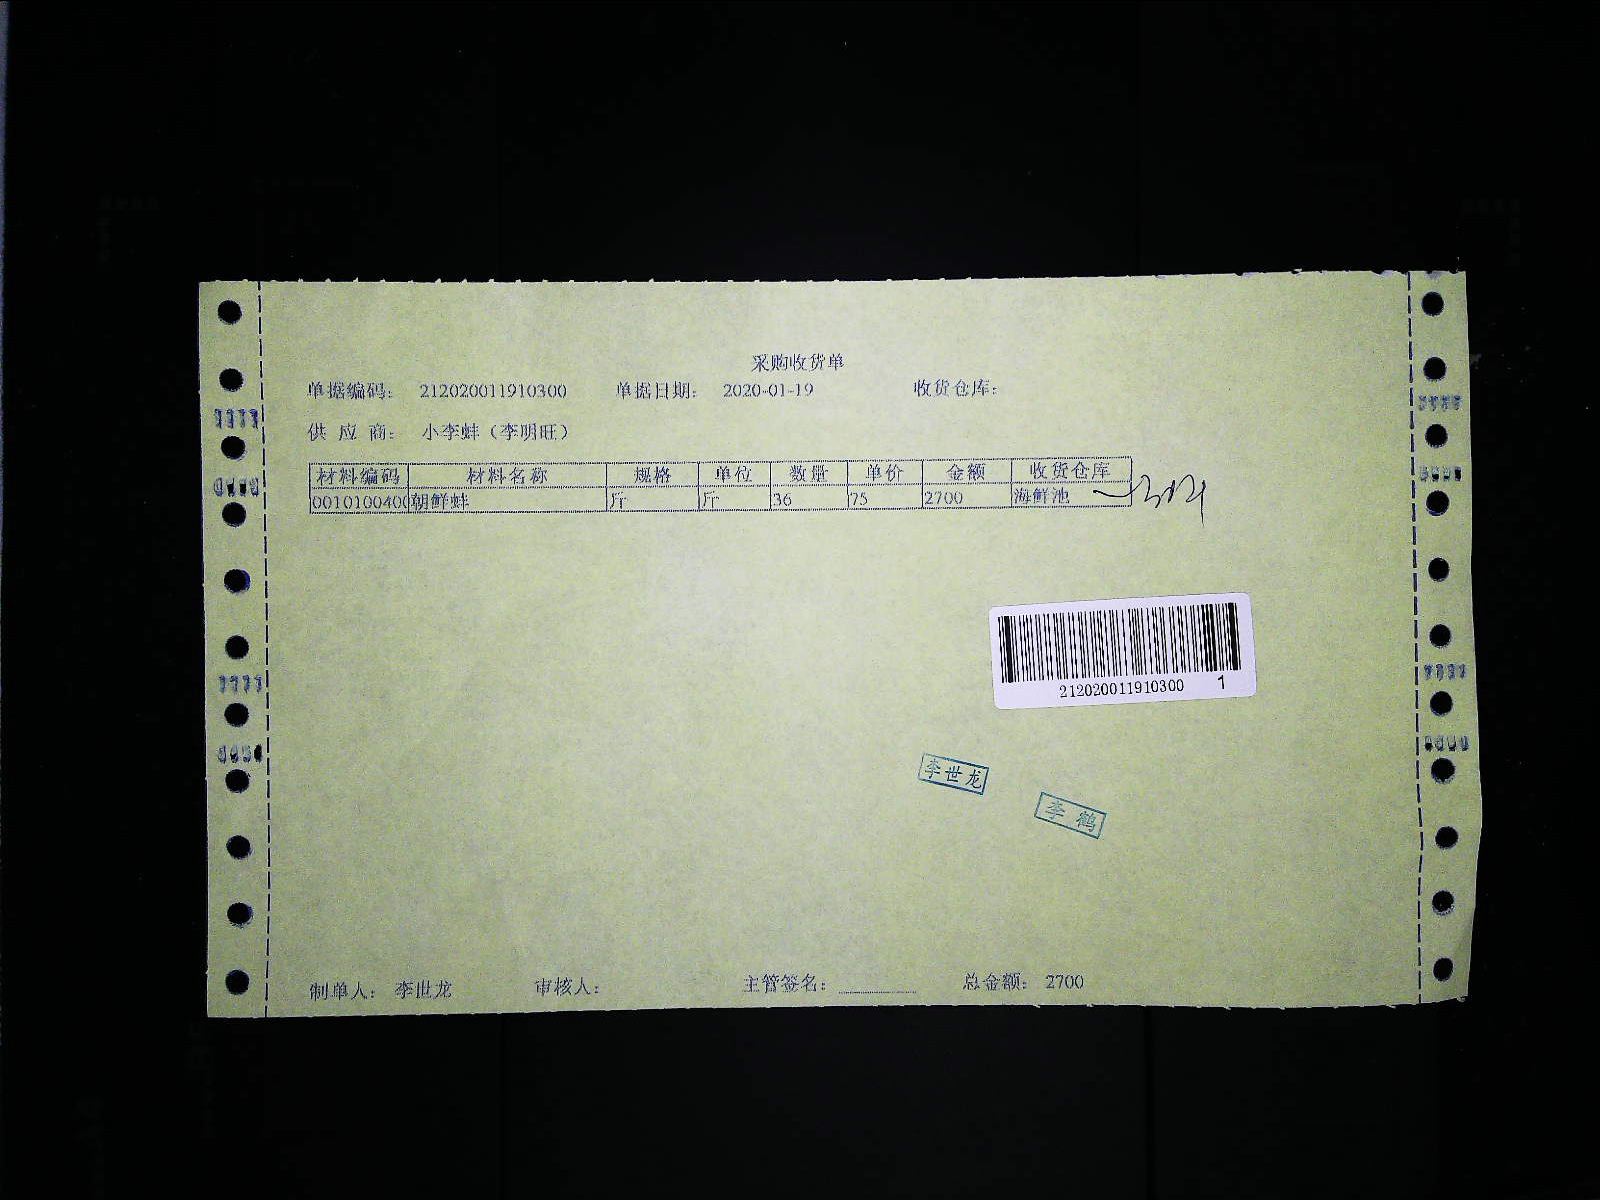 采购收货单
单据编码： 212020011910300 单据日期： 2020-01-19 收货仓库：
供 应 商： 小李蚌（李明旺）
材料编码 材料名称 规格 单位 数量 单价 金额 收货仓库
0010100400 朝鲜蚌 斤 斤 36 75 2700 海鲜池
212020011910300 1
李世龙
李鹤
制单人： 李世龙 审核人： 主管签名： 总金额： 2700